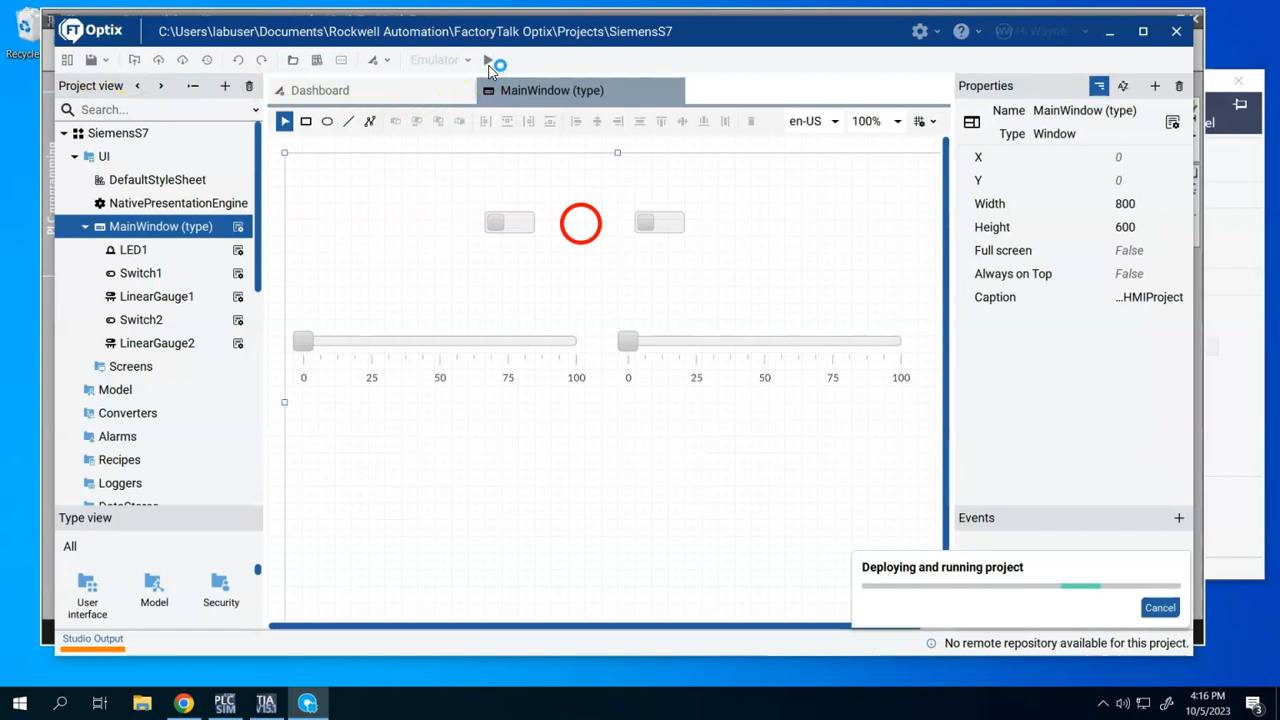 Recycle
FT Optix
C:\Users\labuser\Documents\Rockwell Automation\FactoryTalk Optix\Projects\SiemensS7
Hi Wayne
Emulator
Project view
Dashboard
MainWindow (type)
Properties
Search...
en-US
100%
Name
MainWindow (type)
Type
Window
SiemensS7
UI
DefaultStyleSheet
NativePresentationEngine
MainWindow (type)
LED1
Switch1
LinearGauge1
Switch2
LinearGauge2
Screens
Model
Converters
Alarms
Recipes
Loggers
DataStores
X
0
Y
0
Width
800
Height
600
Full screen
False
Always on Top
False
Caption
...HMIProject
0
25
50
75
100
0
25
50
75
100
Type view
All
User interface
Model
Security
Events
Deploying and running project
Cancel
Studio Output
No remote repository available for this project.
PLC SIM
TIA
4:16 PM
10/5/2023
3